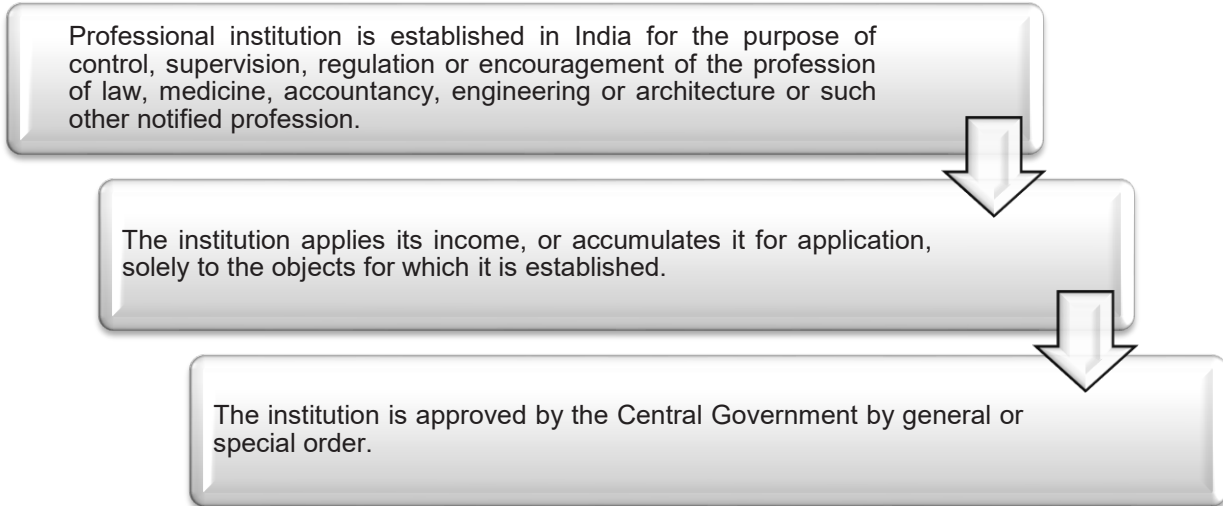 Professional institution is established in India for the purpose of
control, supervision, regulation or encouragement of the profession
of law, medicine, accountancy, engineering or architecture or such
other notified profession.
The institution applies its income, or accumulates it for application,
solely to the objects for which it is established.
The institution is approved by the Central Government by general or
special order.